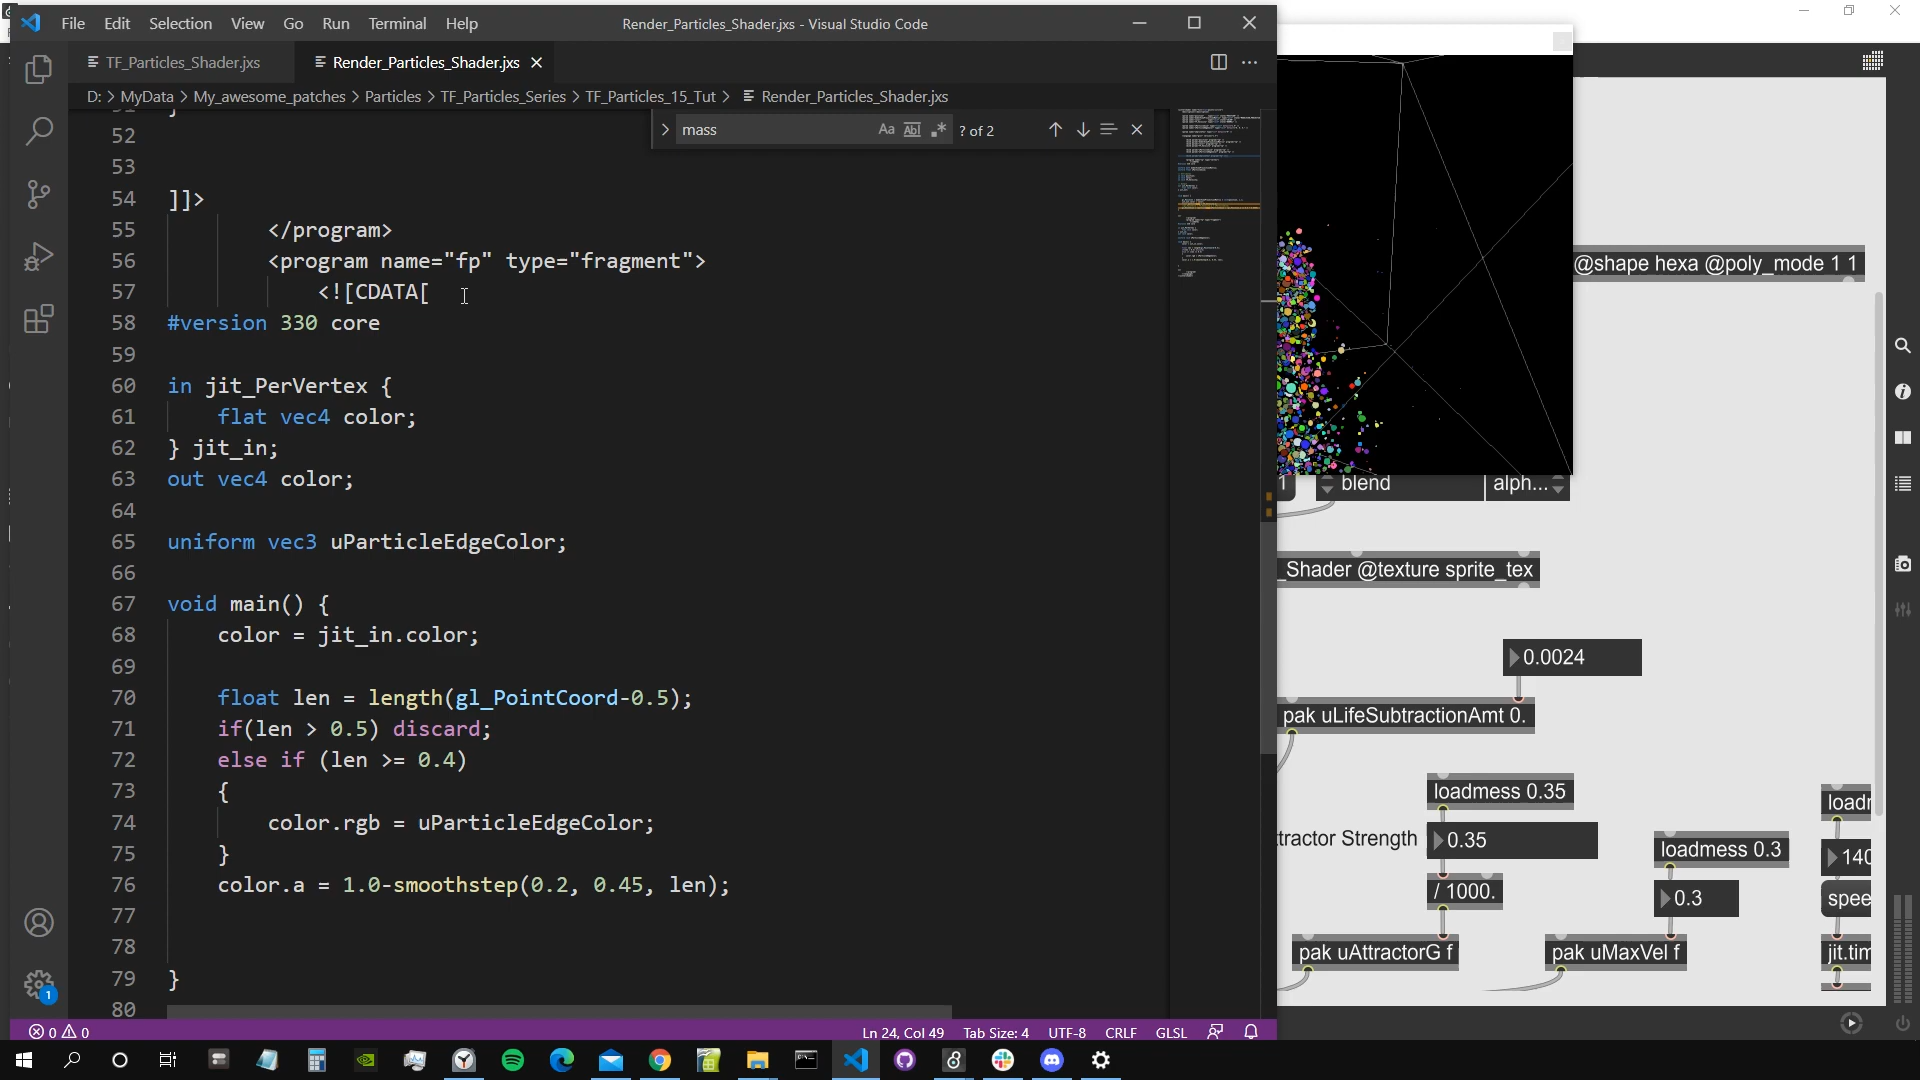 File Edit Selection View Go Run Terminal Help
Render_Particles_Shader.jxs - Visual Studio Code
TF_Particles_Shader.jxs
Render_Particles_Shader.jxs
D: > MyData > My_awesome_patches > Particles > TF_Particles_Series > TF_Particles_15_Tut > Render_Particles_Shader.jxs
mass
Aa Abl .* ? of 2
52
53
54 ]]>
55 </program>
56 <program name="fp" type="fragment">
57 <![CDATA[
58 #version 330 core
59
60 in jit_PerVertex {
61 flat vec4 color;
62 } jit_in;
63 out vec4 color;
64
65 uniform vec3 uParticleEdgeColor;
66
67 void main() {
68 color = jit_in.color;
69
70 float len = length(gl_PointCoord-0.5);
71 if(len > 0.5) discard;
72 else if (len >= 0.4)
73 {
74 color.rgb = uParticleEdgeColor;
75 }
76 color.a = 1.0-smoothstep(0.2, 0.45, len);
77
78
79 }
80
1
0 0
Ln 24, Col 49 Tab Size: 4 UTF-8 CRLF GLSL
@shape hexa @poly_mode 1 1
1 blend alph...
_Shader @texture sprite_tex
0.0024
pak uLifeSubtractionAmt 0.
loadmess 0.35
tractor Strength 0.35
/ 1000.
pak uAttractorG f
loadmess 0.3
0.3
pak uMaxVel f
loadr
140
spee
jit.tim